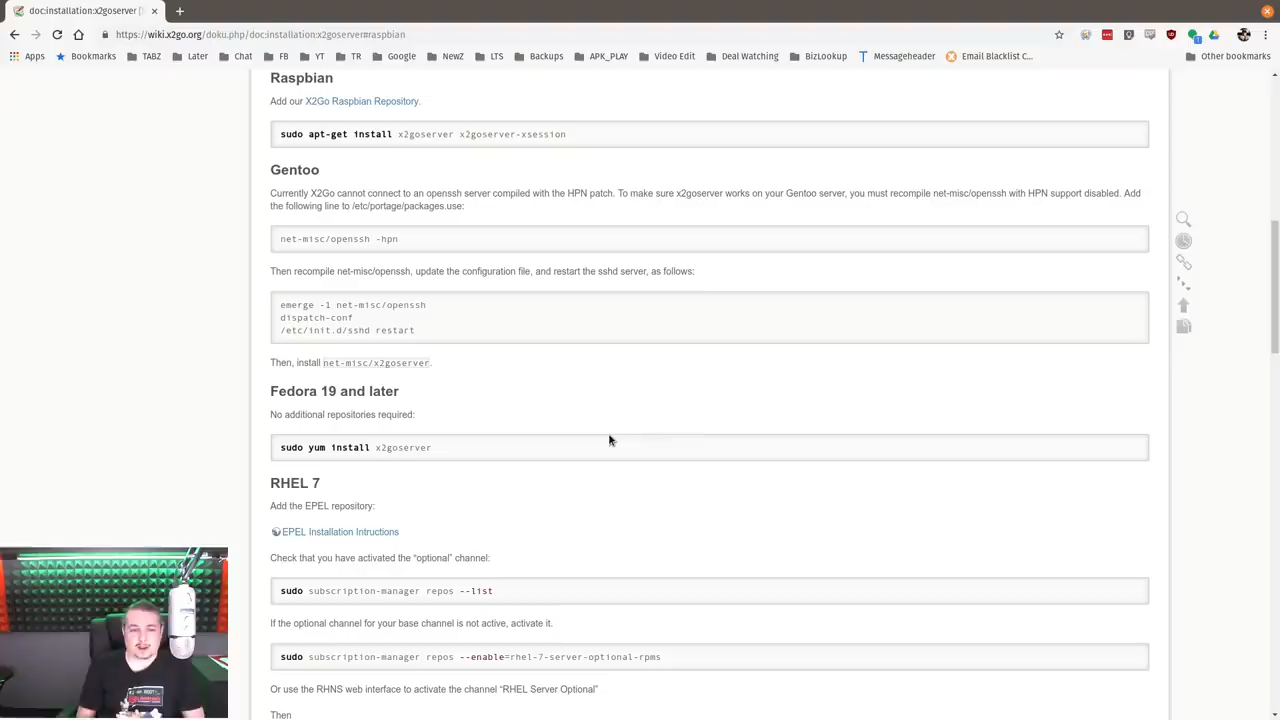 doc:installation:x2goserver [
https://wiki.x2go.org/doku.php/doc:installation:x2goserver#raspbian
Apps Bookmarks TABZ Later Chat FB YT TR Google NewZ LTS Backups APK_PLAY Video Edit Deal Watching BizLookup Messageheader Email Blacklist C... Other bookmarks
Raspbian
Add our X2Go Raspbian Repository.
sudo apt-get install x2goserver x2goserver-xsession
Gentoo
Currently X2Go cannot connect to an openssh server compiled with the HPN patch. To make sure x2goserver works on your Gentoo server, you must recompile net-misc/openssh with HPN support disabled. Add
the following line to /etc/portage/packages.use:
net-misc/openssh -hpn
Then recompile net-misc/openssh, update the configuration file, and restart the sshd server, as follows:
emerge -1 net-misc/openssh
dispatch-conf
/etc/init.d/sshd restart
Then, install net-misc/x2goserver.
Fedora 19 and later
No additional repositories required:
sudo yum install x2goserver
RHEL 7
Add the EPEL repository:
EPEL Installation Intructions
Check that you have activated the “optional” channel:
sudo subscription-manager repos --list
If the optional channel for your base channel is not active, activate it.
sudo subscription-manager repos --enable=rhel-7-server-optional-rpms
Or use the RHNS web interface to activate the channel “RHEL Server Optional”
Then